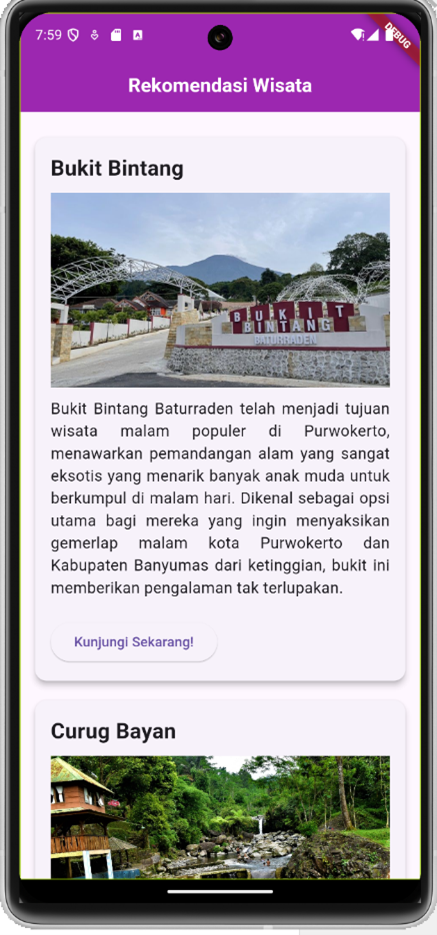 7:59
DEBUG
Rekomendasi Wisata
Bukit Bintang
BUKIT
BINTANG
BATURRADEN
Bukit Bintang Baturraden telah menjadi tujuan
wisata malam populer di Purwokerto,
menawarkan pemandangan alam yang sangat
eksotis yang menarik banyak anak muda untuk
berkumpul di malam hari. Dikenal sebagai opsi
utama bagi mereka yang ingin menyaksikan
gemerlap malam kota Purwokerto dan
Kabupaten Banyumas dari ketinggian, bukit ini
memberikan pengalaman tak terlupakan.
Kunjungi Sekarang!
Curug Bayan